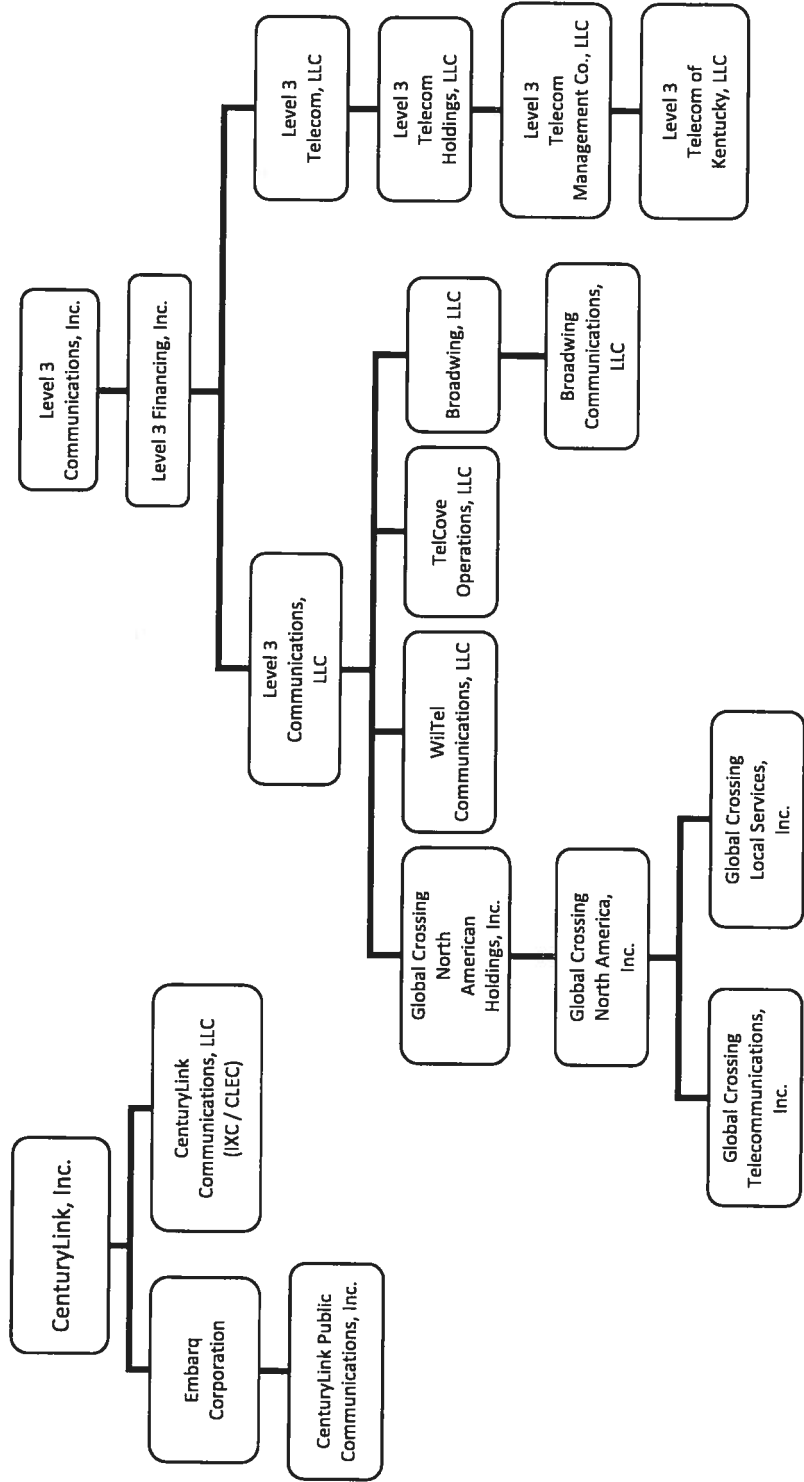 CenturyLink, Inc.
Embarq
Corporation
CenturyLink
Communications, LLC
(IXC / CLEC)
CenturyLink Public
Communications, Inc.
Level 3
Communications, Inc.
Level 3 Financing, Inc.
Level 3
Communications,
LLC
Level 3
Telecom, LLC
Global Crossing
North
American
Holdings, Inc.
WilTel
Communications, LLC
TelCove
Operations, LLC
Broadwing, LLC
Level 3
Telecom
Holdings, LLC
Global Crossing
North America,
Inc.
Broadwing
Communications,
LLC
Level 3
Telecom
Management Co., LLC
Global Crossing
Telecommunications,
Inc.
Global Crossing
Local Services,
Inc.
Level 3
Telecom of
Kentucky, LLC